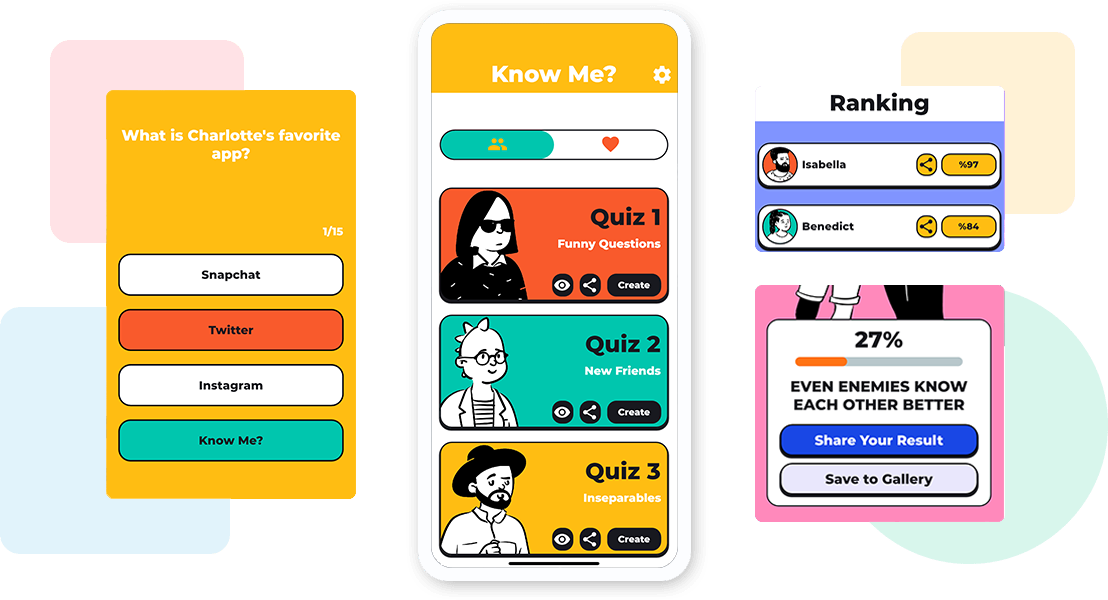 What is Charlotte's favorite
app?
1/15
Snapchat
Twitter
Instagram
Know Me?
Know Me?
Quiz 1
Funny Questions
Create
Quiz 2
New Friends
Create
Quiz 3
Inseparables
Create
Ranking
Isabella
%97
Benedict
%84
27%
EVEN ENEMIES KNOW
EACH OTHER BETTER
Share Your Result
Save to Gallery